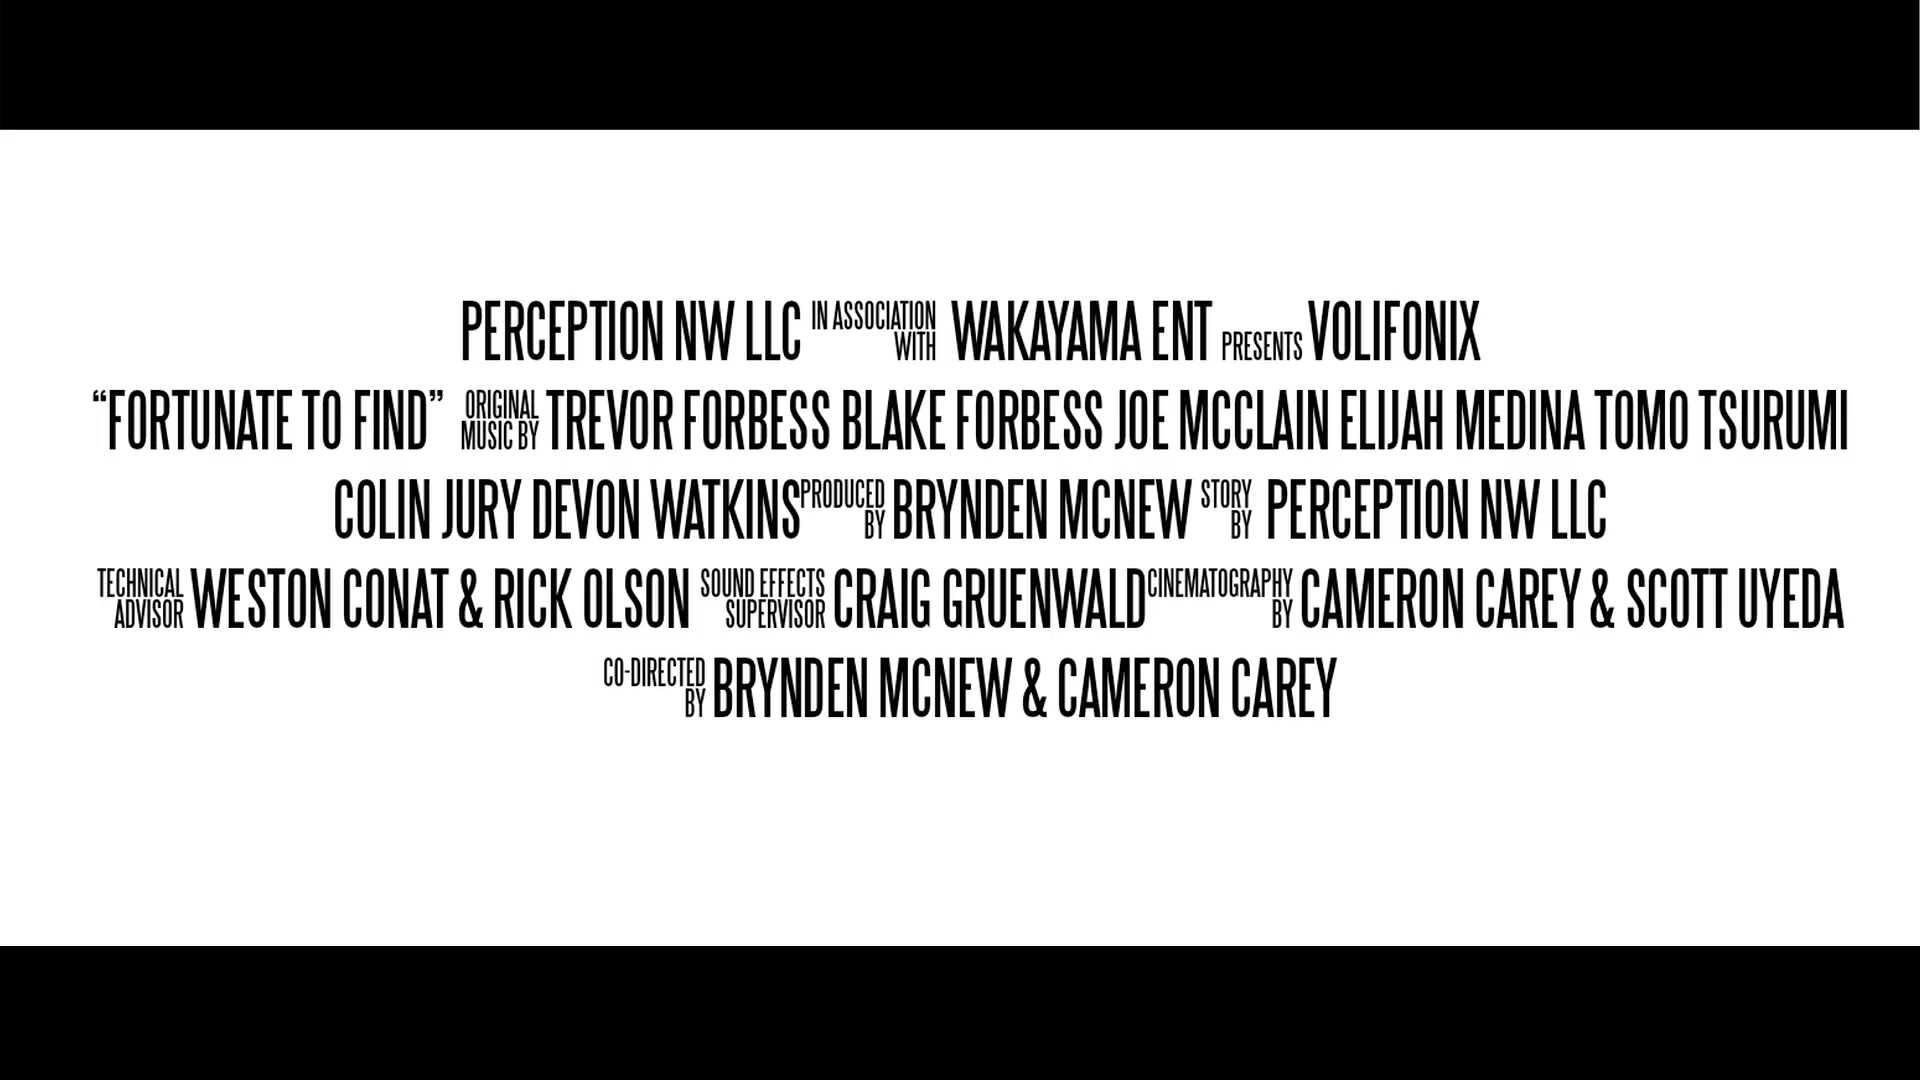 PERCEPTION NW LLC IN ASSOCIATION WITH WAKAYAMA ENT PRESENTS VOLIFONIX
“FORTUNATE TO FIND” ORIGINAL MUSIC BY TREVOR FORBESS BLAKE FORBESS JOE MCCLAIN ELIJAH MEDINA TOMO TSURUMI
COLIN JURY DEVON WATKINS PRODUCED BY BRYNDEN MCNEW STORY BY PERCEPTION NW LLC
TECHNICAL ADVISOR WESTON CONAT & RICK OLSON SOUND EFFECTS SUPERVISOR CRAIG GRUENWALD CINEMATOGRAPHY BY CAMERON CAREY & SCOTT UYEDA
CO-DIRECTED BY BRYNDEN MCNEW & CAMERON CAREY